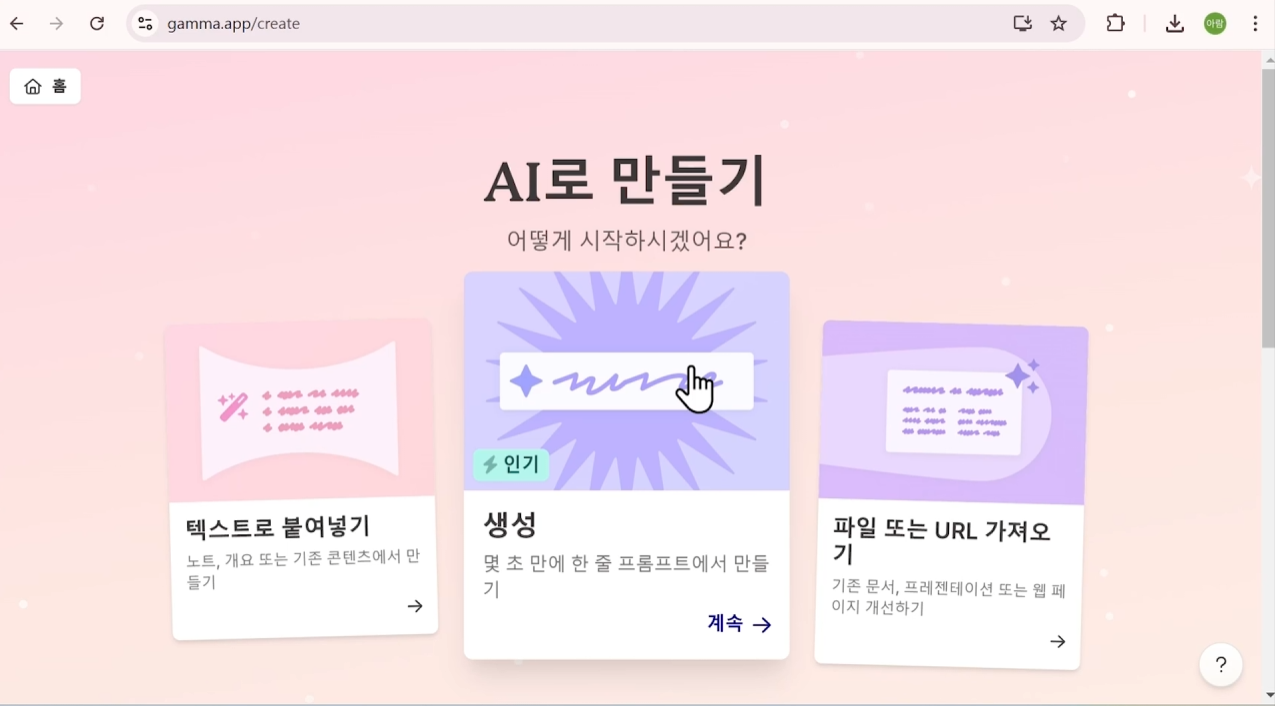 gamma.app/create
아람
홈
AI로 만들기
어떻게 시작하시겠어요?
텍스트로 붙여넣기
노트, 개요 또는 기존 콘텐츠에서 만
들기
인기
생성
몇 초 만에 한 줄 프롬프트에서 만들
기
계속
파일 또는 URL 가져오
기
기존 문서, 프레젠테이션 또는 웹 페
이지 개선하기
?